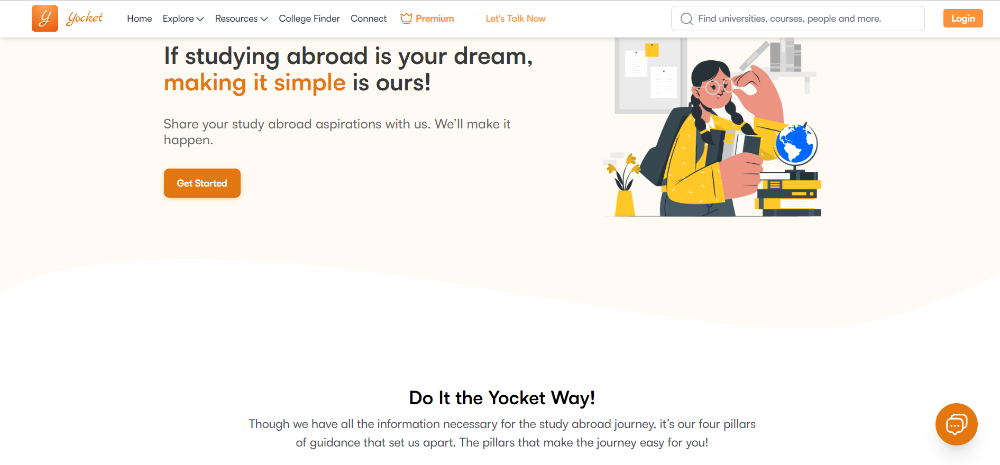 Y Yocket Home Explore Resources College Finder Connect Premium Let's Talk Now Find universities, courses, people and more. Login
If studying abroad is your dream,
making it simple is ours!
Share your study abroad aspirations with us. We’ll make it
happen.
Get Started
Do It the Yocket Way!
Though we have all the information necessary for the study abroad journey, it’s our four pillars
of guidance that set us apart. The pillars that make the journey easy for you!